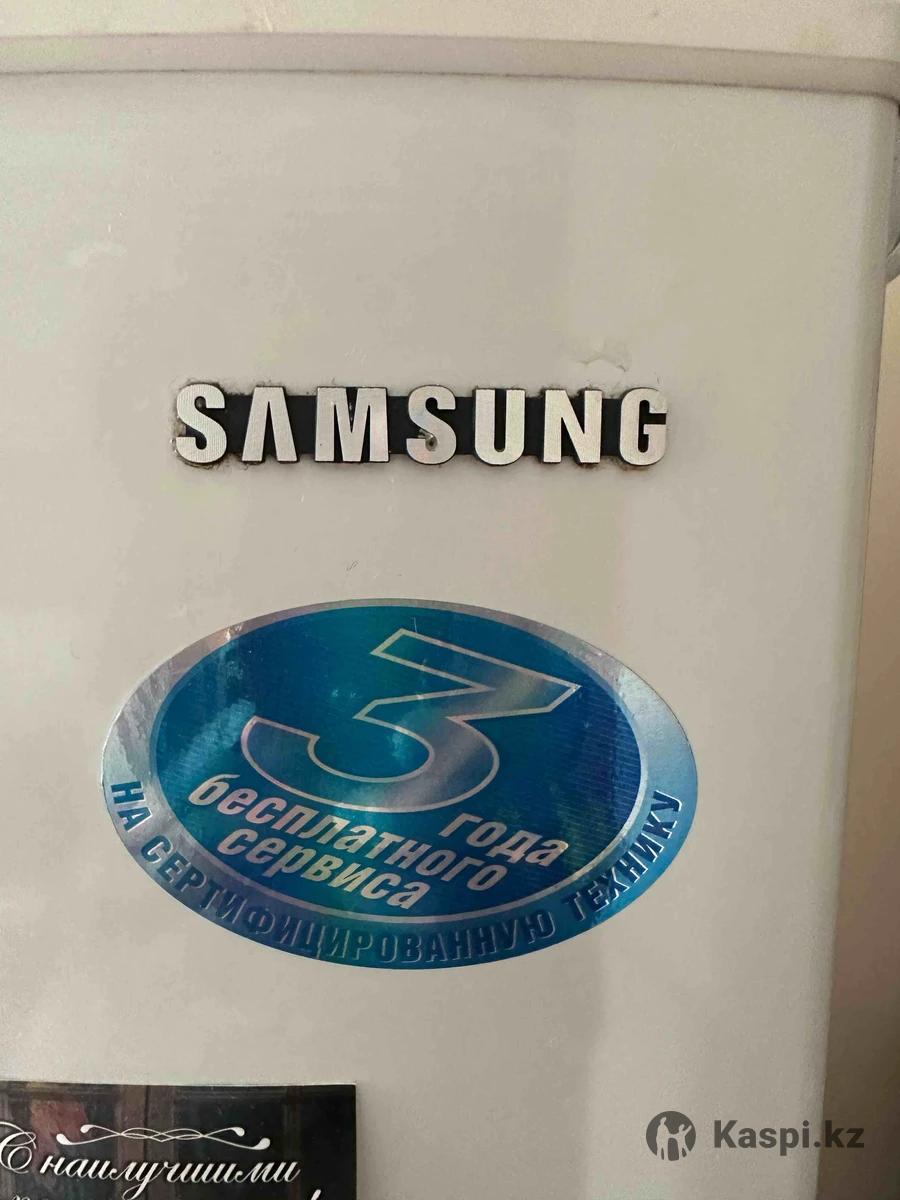 SAMSUNG
3
года
бесплатного
сервиса
НА СЕРТИФИЦИРОВАННУЮ ТЕХНИКУ
С наилучшими
Kaspi.kz